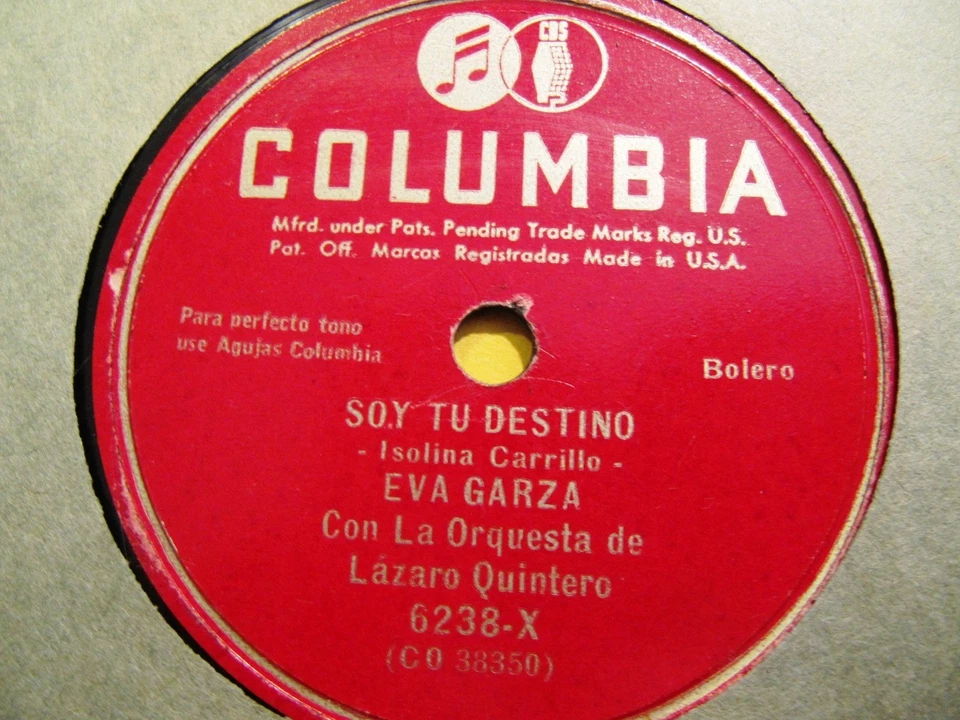 CBS
COLUMBIA
Mfrd. under Pats. Pending Trade Marks Reg. U.S.
Pat. Off. Marcas Registradas Made in U.S.A.
Para perfecto tono
use Agujas Columbia
Bolero
SOY TU DESTINO
- Isolina Carrillo -
EVA GARZA
Con La Orquesta de
Lázaro Quintero
6238-X
(CO 38350)